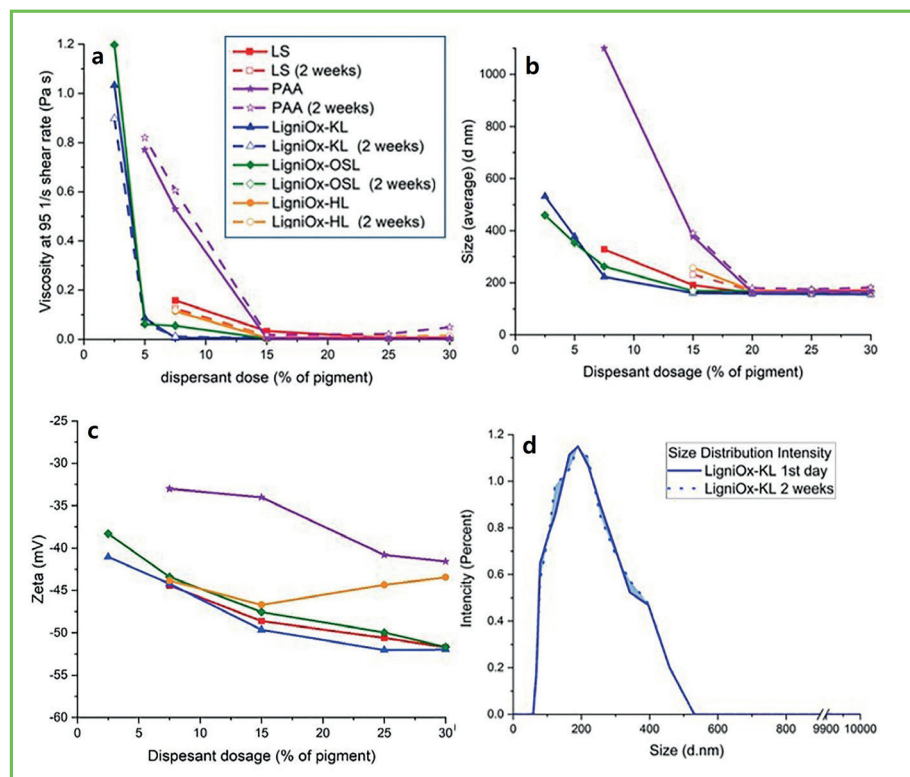 a
1.2
1.0
0.8
0.6
0.4
0.2
0.0
Viscosity at 95 1/s shear rate (Pa s)
LS
LS (2 weeks)
PAA
PAA (2 weeks)
LigniOx-KL
LigniOx-KL (2 weeks)
LigniOx-OSL
LigniOx-OSL (2 weeks)
LigniOx-HL
LigniOx-HL (2 weeks)
0 5 10 15 20 25 30
dispersant dose (% of pigment)
b
1000
800
600
400
200
0
Size (average) (d nm)
0 5 10 15 20 25 30
Dispesant dosage (% of pigment)
c
-25
-30
-35
-40
-45
-50
-55
-60
Zeta (mV)
0 5 10 15 20 25 30
Dispesant dosage (% of pigment)
d
1.2
1.0
0.8
0.6
0.4
0.2
0.0
Intencity (Percent)
Size Distribution Intensity
LigniOx-KL 1st day
LigniOx-KL 2 weeks
0 200 400 600 800 9900 10000
Size (d.nm)